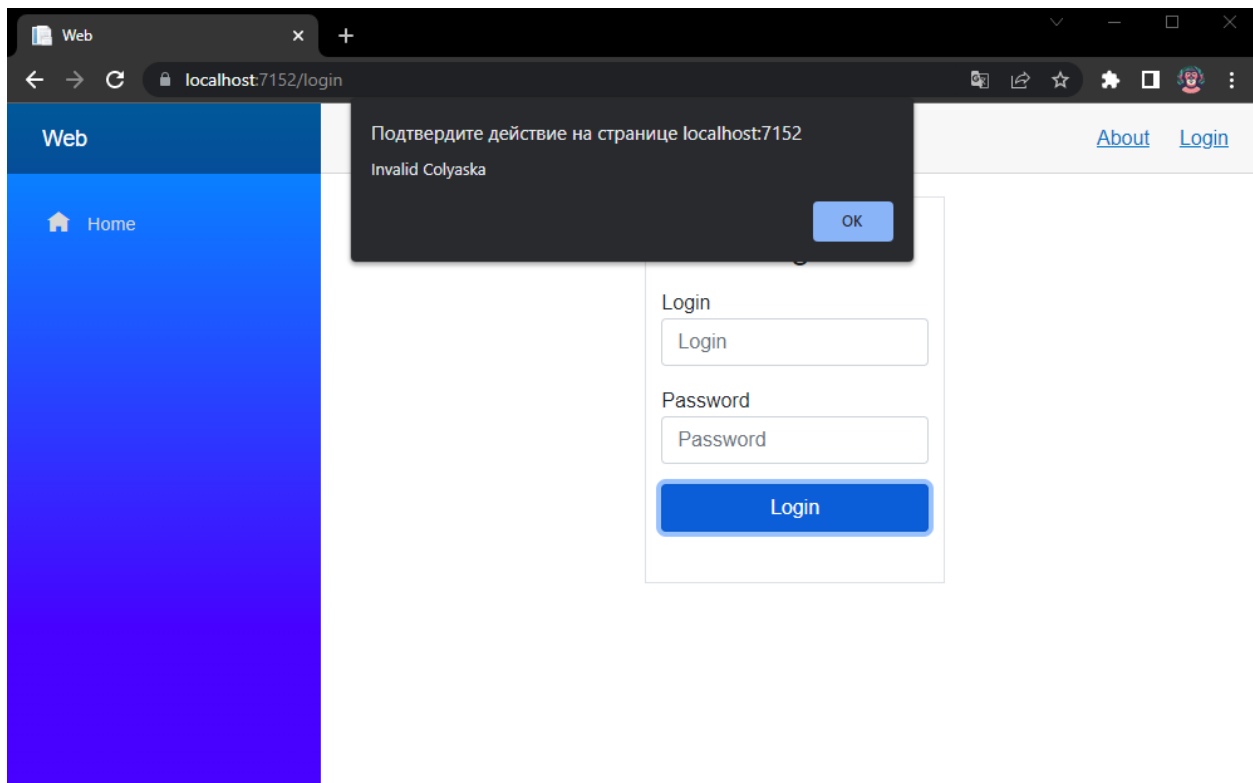 Web
localhost:7152/login
Web
Подтвердите действие на странице localhost:7152
Invalid Colyaska
OK
About Login
Home
Login
Login
Password
Password
Login